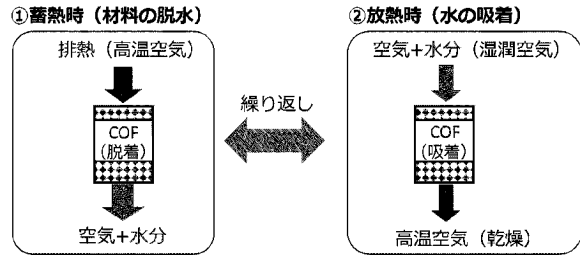 ①蓄熱時（材料の脱水）
排熱（高温空気）
COF
（脱着）
空気+水分
繰り返し
②放熱時（水の吸着）
空気+水分（湿潤空気）
COF
（吸着）
高温空気（乾燥）